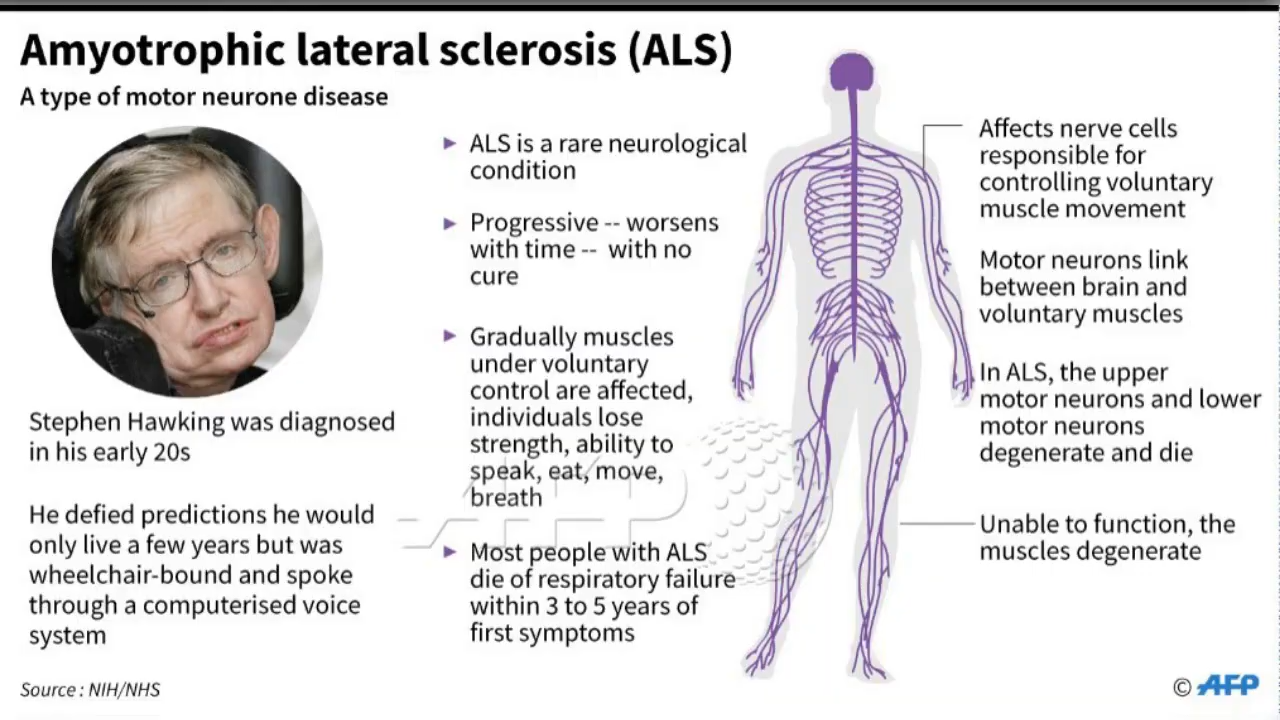 Amyotrophic lateral sclerosis (ALS)
A type of motor neurone disease
Stephen Hawking was diagnosed
in his early 20s
He defied predictions he would
only live a few years but was
wheelchair-bound and spoke
through a computerised voice
system
▶ ALS is a rare neurological
condition
▶ Progressive -- worsens
with time -- with no
cure
▶ Gradually muscles
under voluntary
control are affected,
individuals lose
strength, ability to
speak, eat, move,
breath
▶ Most people with ALS
die of respiratory failure
within 3 to 5 years of
first symptoms
Affects nerve cells
responsible for
controlling voluntary
muscle movement
Motor neurons link
between brain and
voluntary muscles
In ALS, the upper
motor neurons and lower
motor neurons
degenerate and die
Unable to function, the
muscles degenerate
AFP
Source : NIH/NHS
© AFP